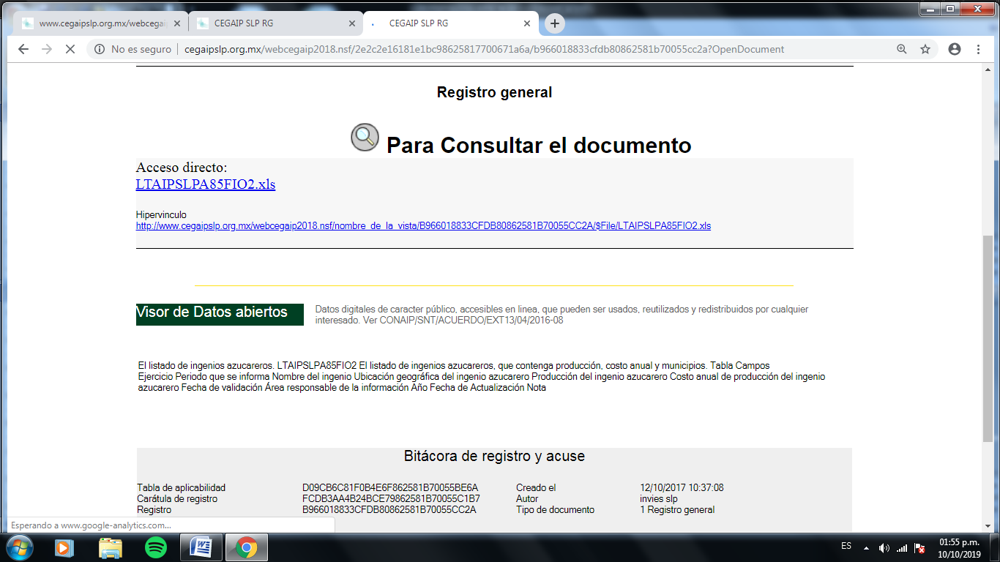 www.cegaipslp.org.mx/webcegaip
CEGAIP SLP RG
CEGAIP SLP RG
No es seguro
cegaipslp.org.mx/webcegaip2018.nsf/2e2c2e16181e1bc98625817700671a6a/b966018833cfdb80862581b70055cc2a?OpenDocument
Registro general
Para Consultar el documento
Acceso directo:
LTAIPSLPA85FIO2.xls
Hipervinculo
http://www.cegaipslp.org.mx/webcegaip2018.nsf/nombre_de_la_vista/B966018833CFDB80862581B70055CC2A/$File/LTAIPSLPA85FIO2.xls
Visor de Datos abiertos
Datos digitales de caracter público, accesibles en linea, que pueden ser usados, reutilizados y redistribuidos por cualquier
interesado. Ver CONAIP/SNT/ACUERDO/EXT13/04/2016-08
El listado de ingenios azucareros. LTAIPSLPA85FIO2 El listado de ingenios azucareros, que contenga producción, costo anual y municipios. Tabla Campos
Ejercicio Periodo que se informa Nombre del ingenio Ubicación geográfica del ingenio azucarero Producción del ingenio azucarero Costo anual de producción del ingenio
azucarero Fecha de validación Área responsable de la información Año Fecha de Actualización Nota
Bitácora de registro y acuse
Tabla de aplicabilidad D09CB6C81F0B4E6F862581B70055BE6A Creado el 12/10/2017 10:37:08
Carátula de registro FCDB3AA4B24BCE79862581B70055C1B7 Autor invies slp
Registro B966018833CFDB80862581B70055CC2A Tipo de documento 1 Registro general
Esperando a www.google-analytics.com...
ES
01:55 p.m.
10/10/2019